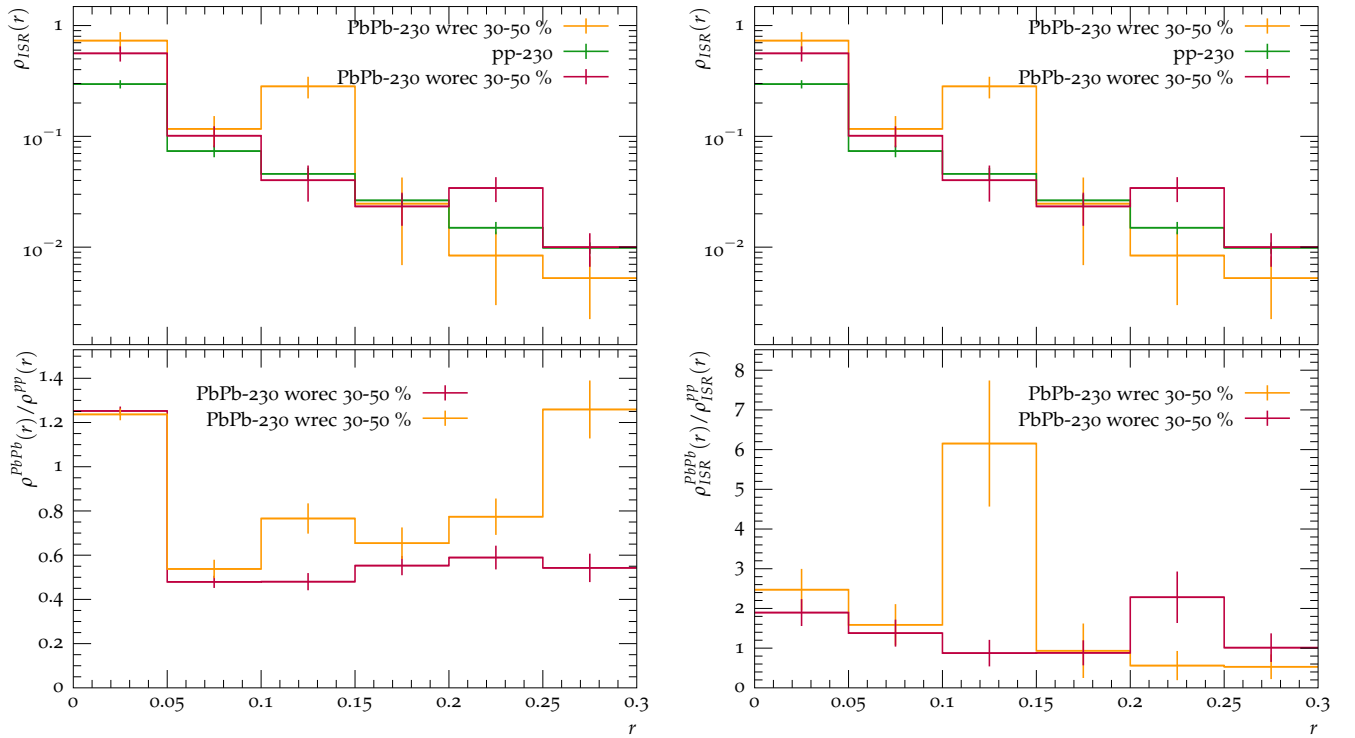 ρ_ISR(r)
1
10⁻¹
10⁻²
PbPb-230 wrec 30-50 %
pp-230
PbPb-230 worec 30-50 %
ρ_ISR(r)
1
10⁻¹
10⁻²
PbPb-230 wrec 30-50 %
pp-230
PbPb-230 worec 30-50 %
ρ^PbPb(r)/ρ^pp(r)
1.4
1.2
1
0.8
0.6
0.4
0.2
0
PbPb-230 worec 30-50 %
PbPb-230 wrec 30-50 %
0
0.05
0.1
0.15
0.2
0.25
0.3
r
ρ_ISR^PbPb(r)/ρ_ISR^pp(r)
8
7
6
5
4
3
2
1
0
PbPb-230 wrec 30-50 %
PbPb-230 worec 30-50 %
0
0.05
0.1
0.15
0.2
0.25
0.3
r